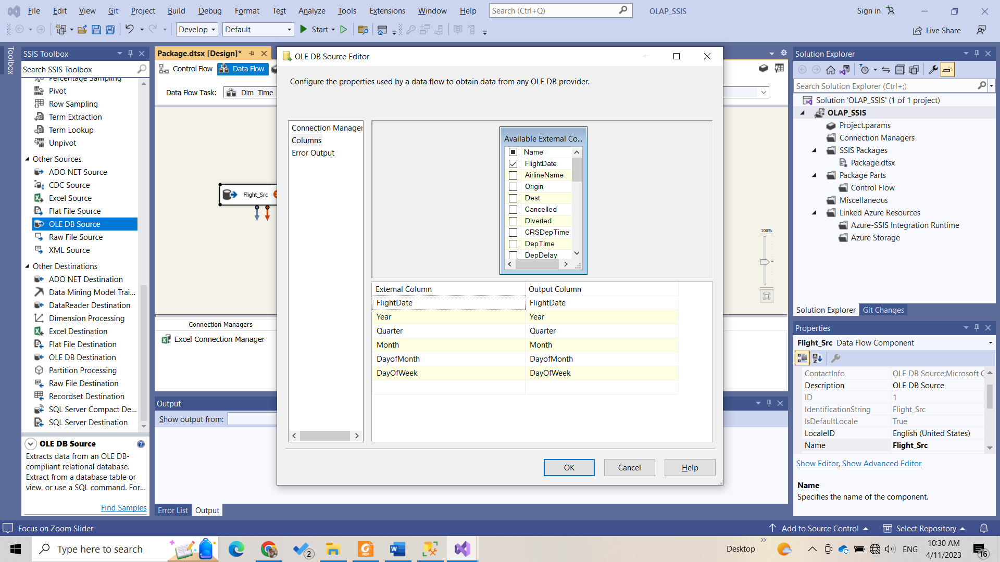 File Edit View Git Project Build Debug Format Test Analyze Tools Extensions Window Help Search (Ctrl+Q) OLAP_SSIS Sign in
Develop Default Start Live Share
Toolbox
SSIS Toolbox
Search SSIS Toolbox
Percentage Sampling
Pivot
Row Sampling
Term Extraction
Term Lookup
Unpivot
Other Sources
ADO NET Source
CDC Source
Excel Source
Flat File Source
OLE DB Source
Raw File Source
XML Source
Other Destinations
ADO NET Destination
Data Mining Model Trai...
DataReader Destination
Dimension Processing
Excel Destination
Flat File Destination
OLE DB Destination
Partition Processing
Raw File Destination
Recordset Destination
SQL Server Compact De...
SQL Server Destination
OLE DB Source
Extracts data from an OLE DB-
compliant relational database.
Extract from a database table or
view, or use a SQL command. For...
Find Samples
Package.dtsx [Design]*
Control Flow Data Flow
Data Flow Task: Dim_Time
Flight_Src
100%
Connection Managers
Excel Connection Manager
Output
Show output from:
Error List Output
OLE DB Source Editor
Configure the properties used by a data flow to obtain data from any OLE DB provider.
Connection Manager
Columns
Error Output
Available External Co...
Name
FlightDate
AirlineName
Origin
Dest
Cancelled
Diverted
CRSDepTime
DepTime
DepDelay
External Column Output Column
FlightDate FlightDate
Year Year
Quarter Quarter
Month Month
DayofMonth DayofMonth
DayOfWeek DayOfWeek
OK Cancel Help
Solution Explorer
Search Solution Explorer (Ctrl+;)
Solution 'OLAP_SSIS' (1 of 1 project)
OLAP_SSIS
Project.params
Connection Managers
SSIS Packages
Package.dtsx
Package Parts
Control Flow
Miscellaneous
Linked Azure Resources
Azure-SSIS Integration Runtime
Azure Storage
Solution Explorer Git Changes
Properties
Flight_Src Data Flow Component
ContactInfo OLE DB Source;Microsoft C
Description OLE DB Source
ID 1
IdentificationString Flight_Src
IsDefaultLocale True
LocaleID English (United States)
Name Flight_Src
Show Editor, Show Advanced Editor
Name
Specifies the name of the component.
Focus on Zoom Slider Add to Source Control Select Repository
Type here to search 2 Desktop ENG 10:30 AM
4/11/2023 16